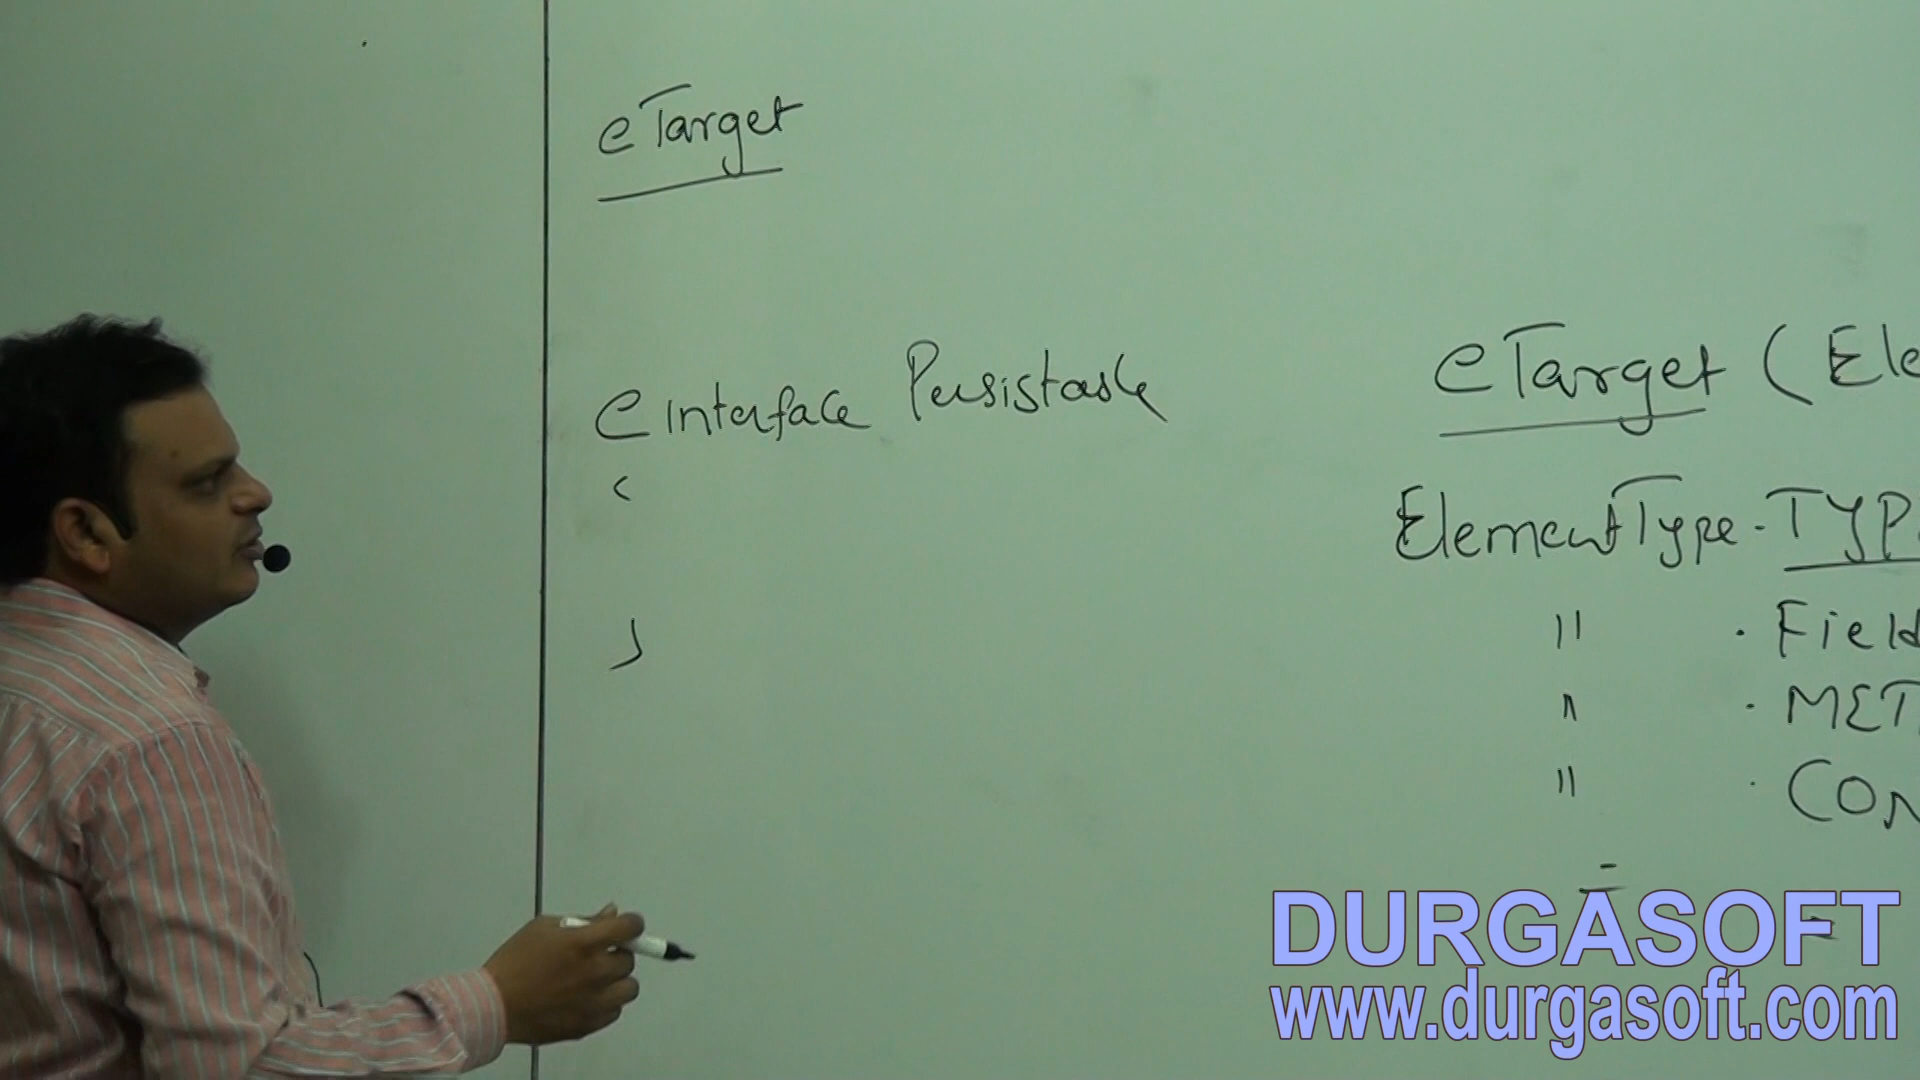 @Target
@interface Persistable
{
}
@Target (Ele
ElementType.TYP
" . Field
" . MET
" . CON
DURGASOFT
www.durgasoft.com